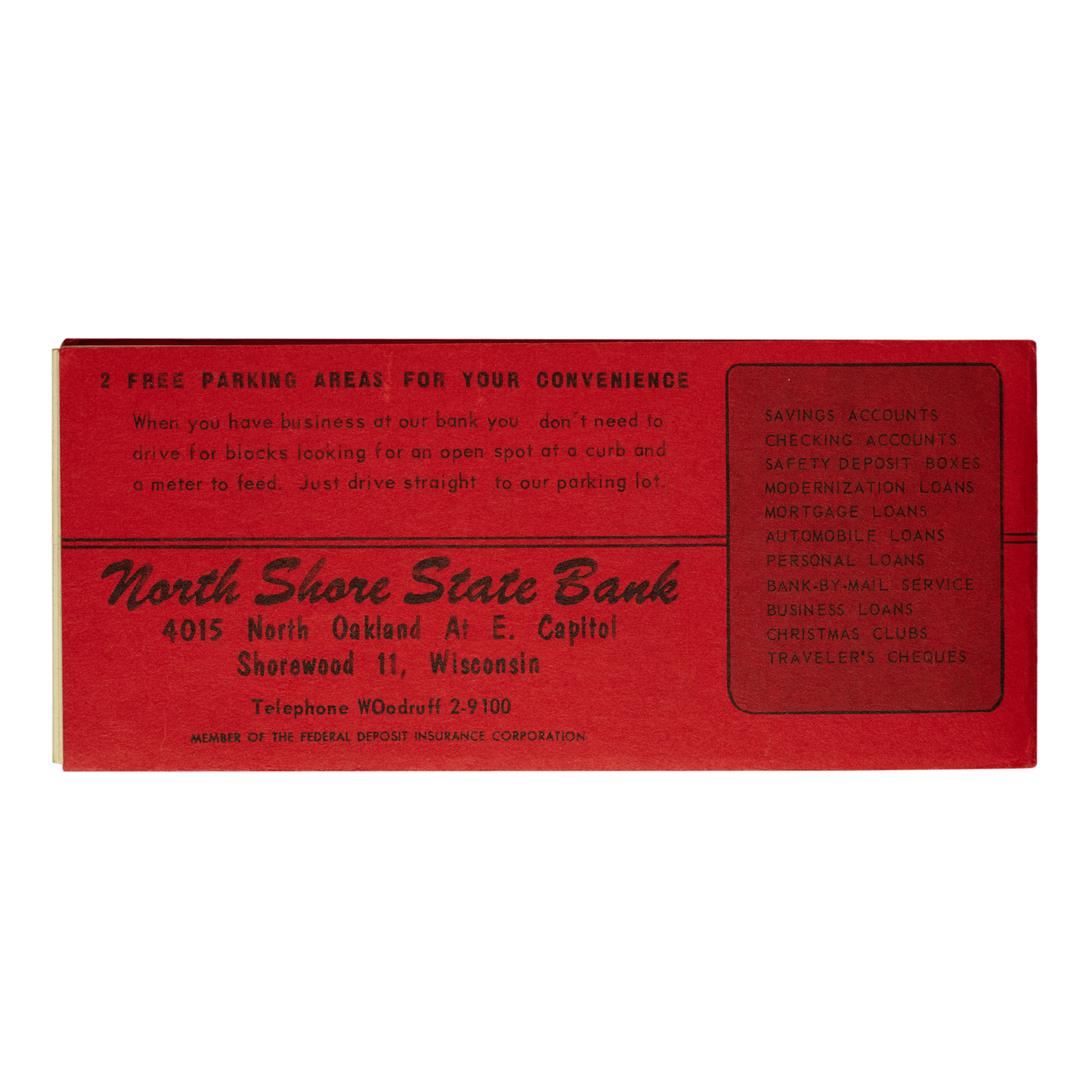 2 FREE PARKING AREAS FOR YOUR CONVENIENCE
When you have business at our bank you don't need to
drive for blocks looking for an open spot at a curb and
a meter to feed. Just drive straight to our parking lot.
North Shore State Bank
4015 North Oakland At E. Capitol
Shorewood 11, Wisconsin
Telephone WOodruff 2-9100
MEMBER OF THE FEDERAL DEPOSIT INSURANCE CORPORATION
SAVINGS ACCOUNTS
CHECKING ACCOUNTS
SAFETY DEPOSIT BOXES
MODERNIZATION LOANS
MORTGAGE LOANS
AUTOMOBILE LOANS
PERSONAL LOANS
BANK-BY-MAIL SERVICE
BUSINESS LOANS
CHRISTMAS CLUBS
TRAVELER'S CHEQUES